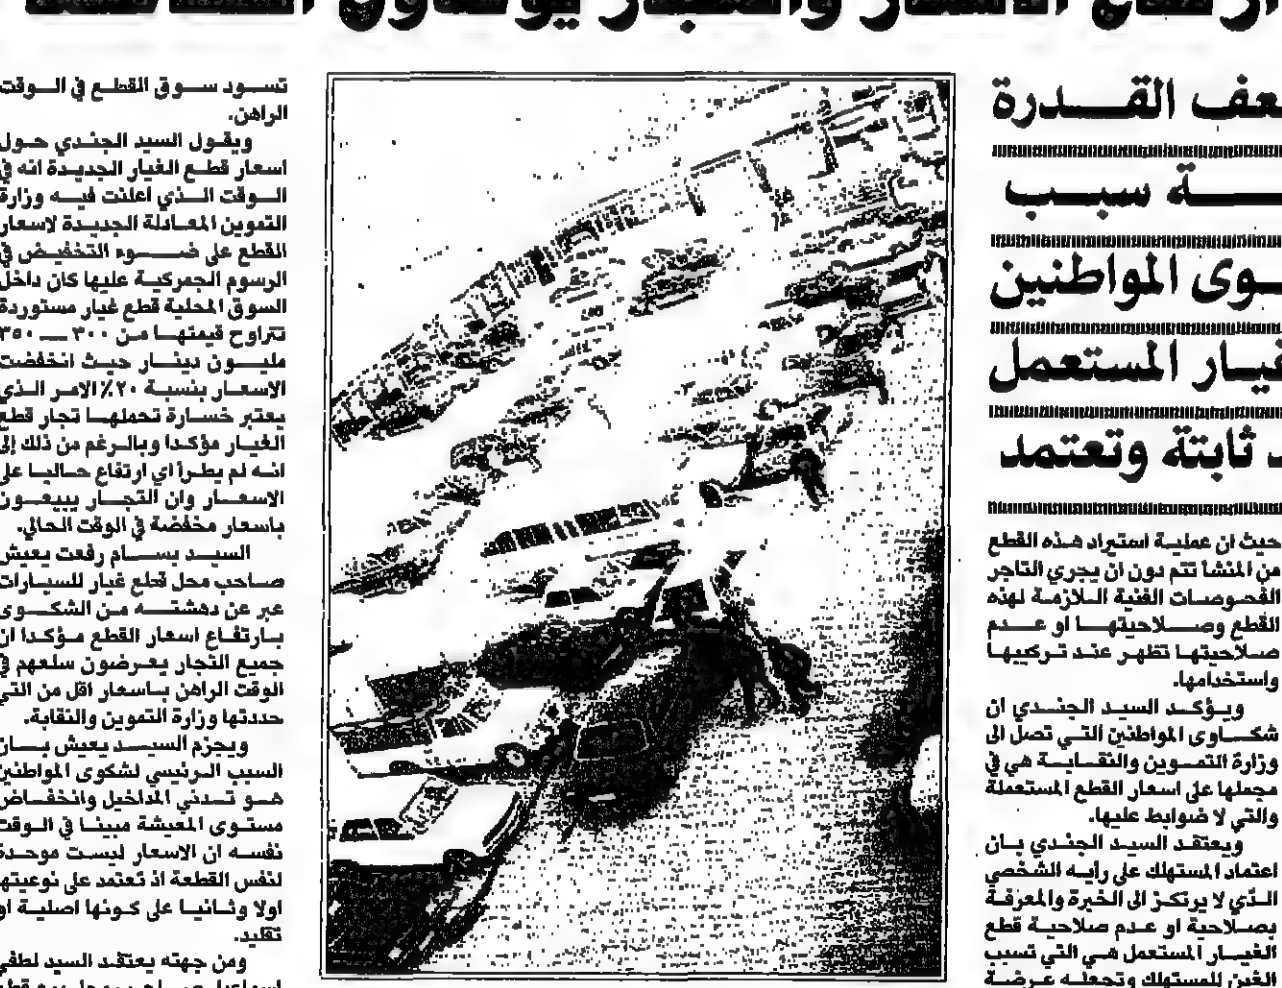 ارتفاع الاسعار والتجار يؤكدون
ـعف القــدرة
ـة سبــب
ـوى المواطنين
ـيار المستعمل
ثابتة وتعتمد
حيث ان عملية استيراد هذه القطع
من المنشا تتم دون ان يجري التاجر
الفحوصات الفنية اللازمة لهذه
القطع وصلاحيتها او عدم
صلاحيتها تظهر عند تركيبها
واستخدامها.
ويؤكد السيد الجندي ان
شكاوى المواطنين التي تصل الى
وزارة التموين والنقابة هي في
مجملها على اسعار القطع المستعملة
والتي لا ضوابط عليها.
ويعتقد السيد الجندي بان
اعتماد المستهلك على رأيه الشخصي
الذي لا يرتكز الى الخبرة والمعرفة
بصلاحية او عدم صلاحية قطع
الغيار المستعمل هي التي تسبب
الغبن للمستهلك وتجعله عرضة
تسود سوق القطع في الوقت
الراهن.
ويقول السيد الجندي حول
اسعار قطع الغيار الجديدة انه في
الوقت الذي اعلنت فيه وزارة
التموين المعادلة الجديدة لاسعار
القطع على ضوء التخفيض في
الرسوم الجمركية عليها كان داخل
السوق المحلية قطع غيار مستوردة
تتراوح قيمتها من ٣٠٠ ــ ٣٥٠
مليون دينار حيث انخفضت
الاسعار بنسبة ٢٠٪ الامر الذي
يعتبر خسارة تحملها تجار قطع
الغيار مؤكدا وبالرغم من ذلك إلى
انه لم يطرأ اي ارتفاع حاليا على
الاسعار وان التجار يبيعون
باسعار مخفضة في الوقت الحالي.
السيد بسام رفعت يعيش
صاحب محل قطع غيار للسيارات
عبر عن دهشته من الشكوى
بارتفاع اسعار القطع مؤكدا ان
جميع التجار يعرضون سلعهم في
الوقت الراهن باسعار اقل من التي
حددتها وزارة التموين والنقابة.
ويجزم السيد يعيش بان
السبب الرئيسي لشكوى المواطنين
هو تدني المداخيل وانخفاض
مستوى المعيشة مبينا في الوقت
نفسه ان الاسعار ليست موحدة
لنفس القطعة اذ تعتمد على نوعيتها
اولا وثانيا على كونها اصلية او
تقليد.
ومن جهته يعتقد السيد لطفي